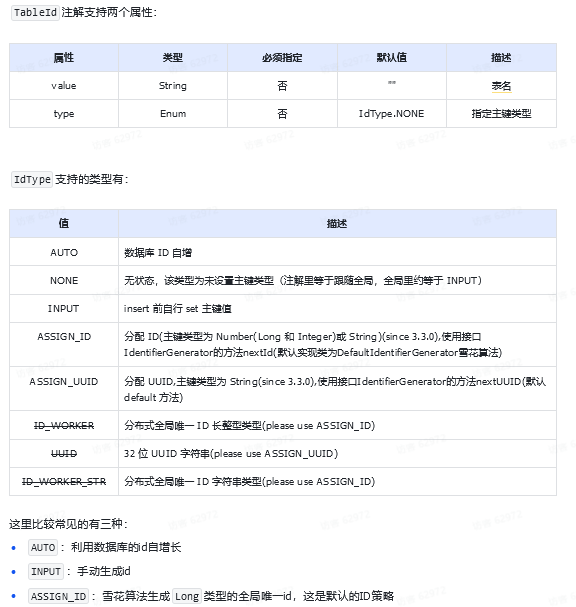 TableId 注解支持两个属性：
属性 类型 必须指定 默认值 描述
value String 否 "" 表名
type Enum 否 IdType.NONE 指定主键类型
IdType 支持的类型有：
值 描述
AUTO 数据库 ID 自增
NONE 无状态，该类型为未设置主键类型（注解里等于跟随全局，全局里约等于 INPUT）
INPUT insert 前自行 set 主键值
ASSIGN_ID 分配 ID(主键类型为 Number(Long 和 Integer)或 String)(since 3.3.0),使用接口
IdentifierGenerator的方法nextId(默认实现类为DefaultIdentifierGenerator雪花算法)
ASSIGN_UUID 分配 UUID,主键类型为 String(since 3.3.0),使用接口IdentifierGenerator的方法nextUUID(默认
default 方法)
ID_WORKER 分布式全局唯一 ID 长整型类型(please use ASSIGN_ID)
UUID 32 位 UUID 字符串(please use ASSIGN_UUID)
ID_WORKER_STR 分布式全局唯一 ID 字符串类型(please use ASSIGN_ID)
这里比较常见的有三种：
• AUTO ：利用数据库的id自增长
• INPUT ：手动生成id
• ASSIGN_ID ：雪花算法生成 Long 类型的全局唯一id，这是默认的ID策略